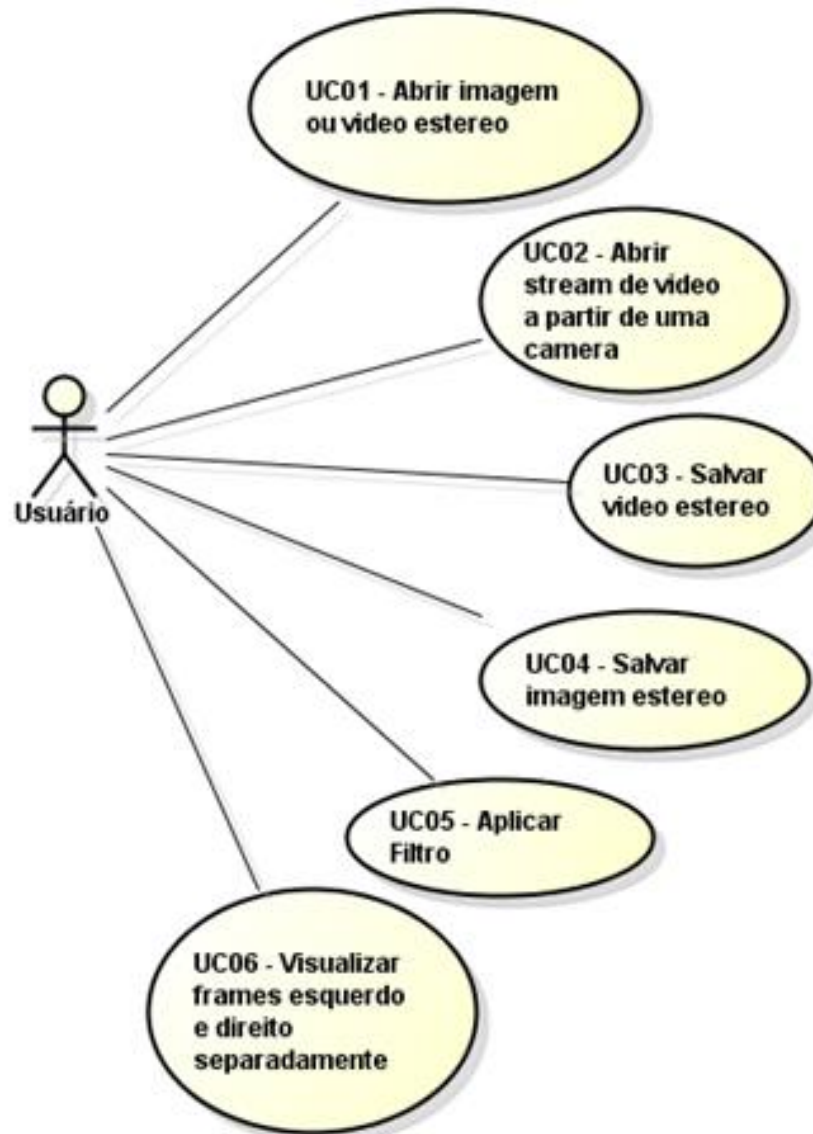 UC01 - Abrir imagem
ou video estereo
UC02 - Abrir
stream de video
a partir de uma
camera
UC03 - Salvar
video estereo
Usuário
UC04 - Salvar
imagem estereo
UC05 - Aplicar
Filtro
UC06 - Visualizar
frames esquerdo
e direito
separadamente